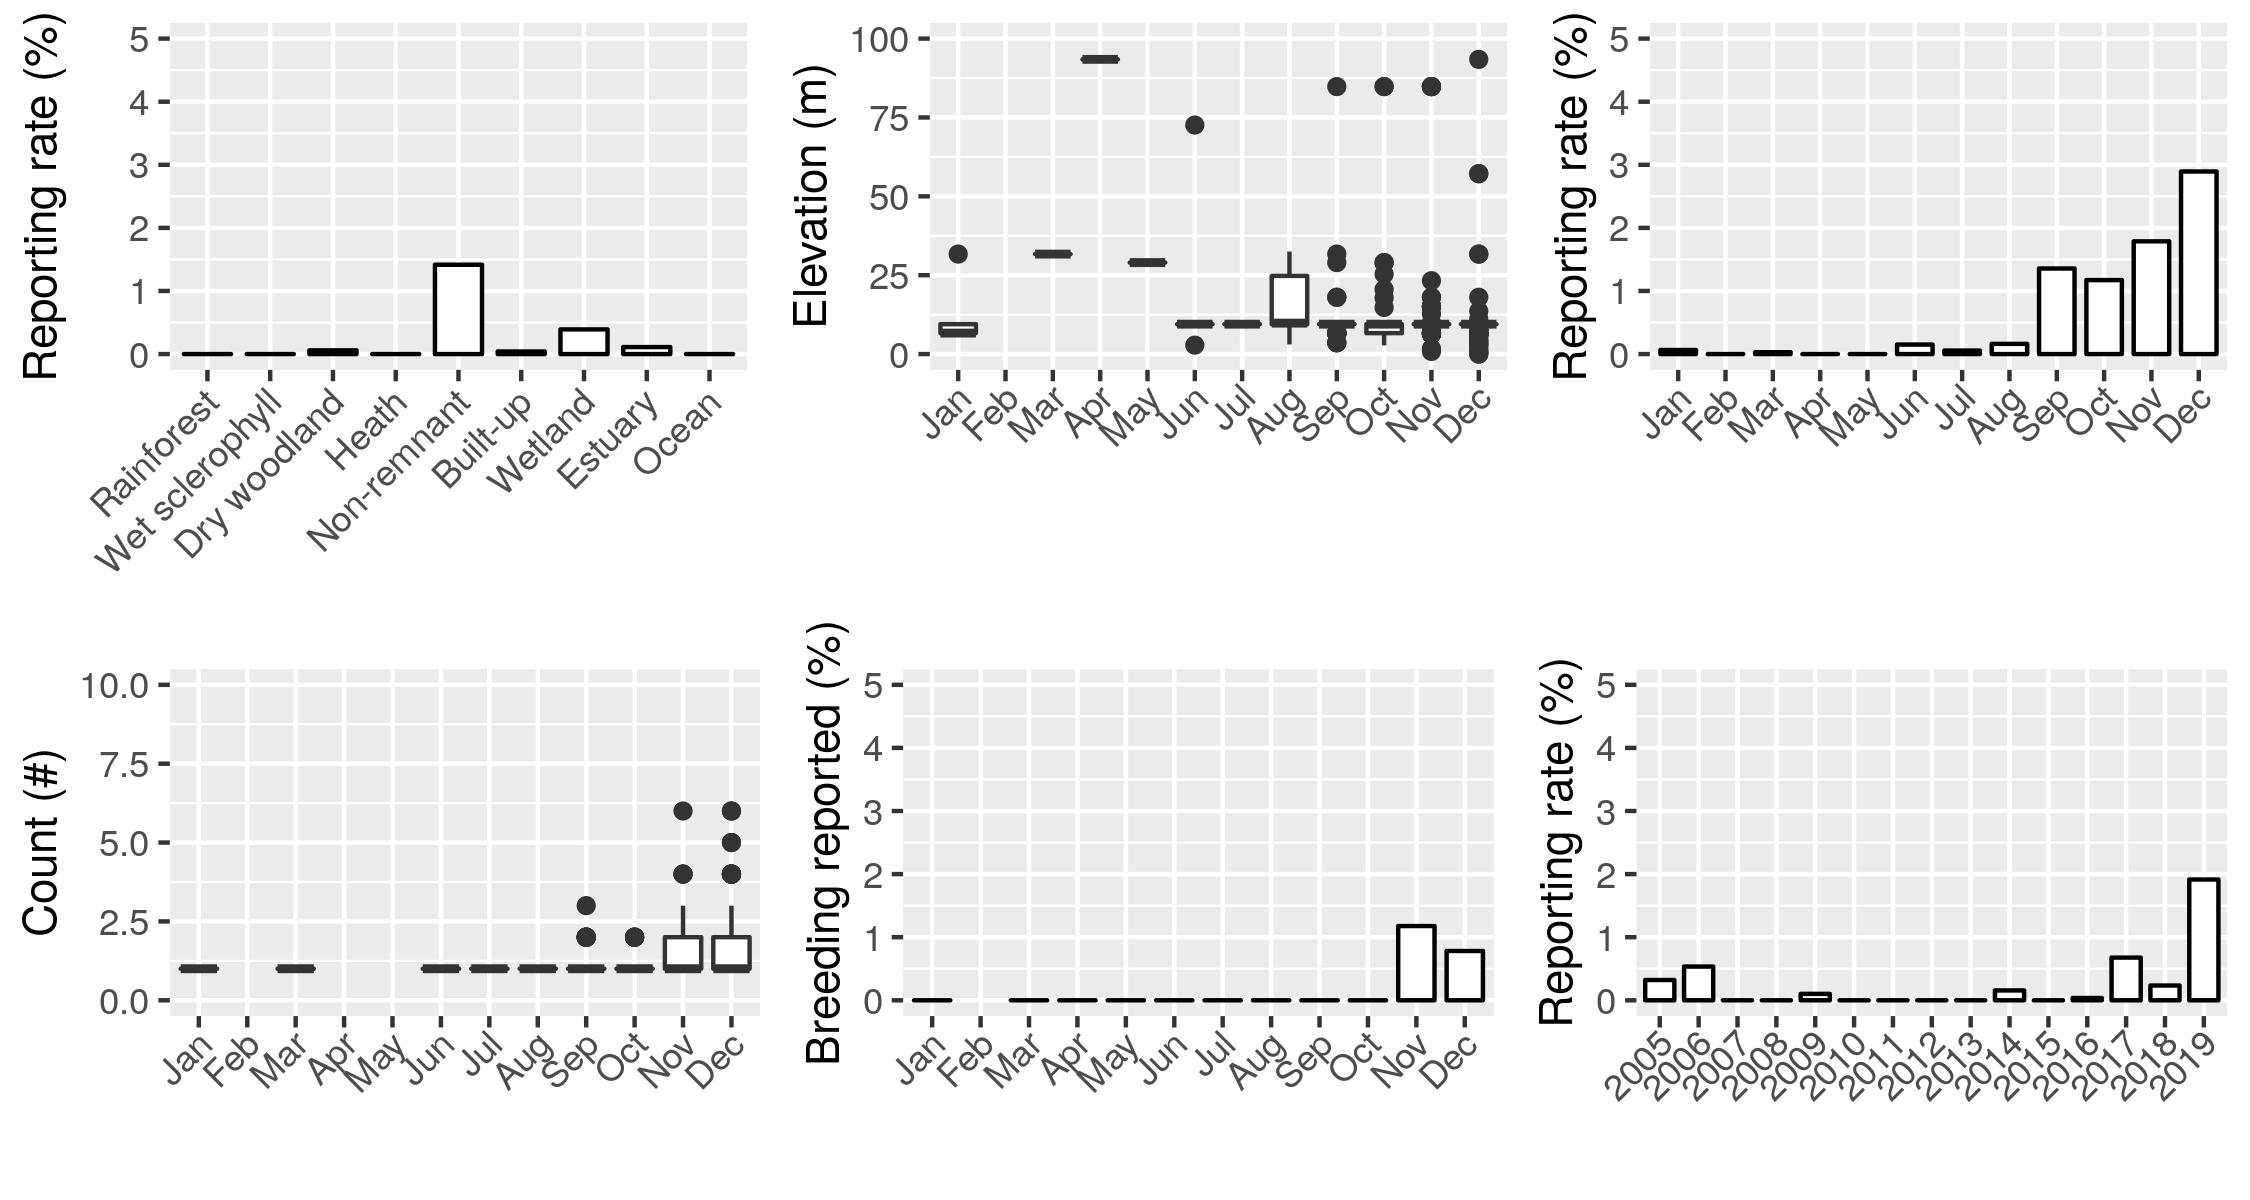 Reporting rate (%)
5
4
3
2
1
0
Rainforest
Wet sclerophyll
Dry woodland
Heath
Non-remnant
Built-up
Wetland
Estuary
Ocean
Elevation (m)
100
75
50
25
0
Jan
Feb
Mar
Apr
May
Jun
Jul
Aug
Sep
Oct
Nov
Dec
Reporting rate (%)
5
4
3
2
1
0
Jan
Feb
Mar
Apr
May
Jun
Jul
Aug
Sep
Oct
Nov
Dec
Count (#)
10.0
7.5
5.0
2.5
0.0
Jan
Feb
Mar
Apr
May
Jun
Jul
Aug
Sep
Oct
Nov
Dec
Breeding reported (%)
5
4
3
2
1
0
Jan
Feb
Mar
Apr
May
Jun
Jul
Aug
Sep
Oct
Nov
Dec
Reporting rate (%)
5
4
3
2
1
0
2005
2006
2007
2008
2009
2010
2011
2012
2013
2014
2015
2016
2017
2018
2019